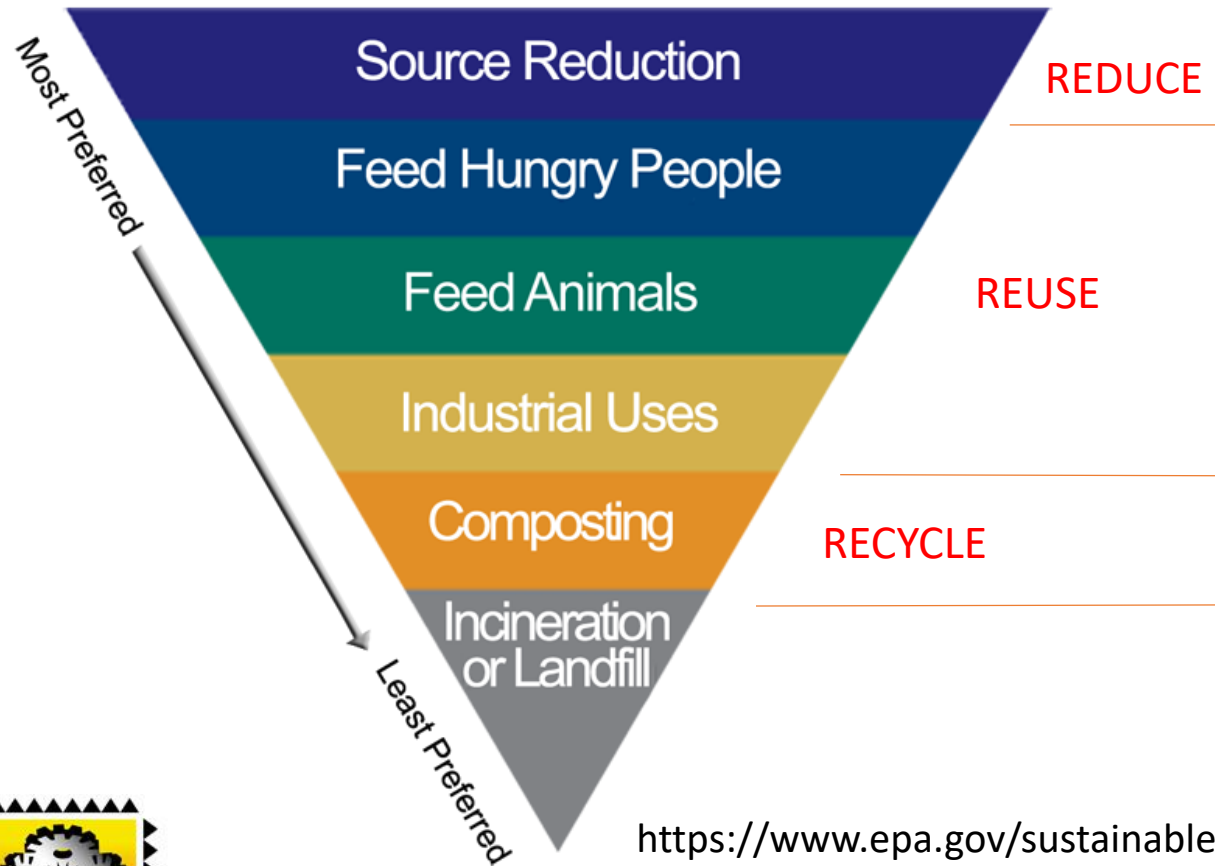 Most Preferred
Source Reduction
REDUCE
Feed Hungry People
Feed Animals
REUSE
Industrial Uses
Composting
RECYCLE
Incineration
or Landfill
Least Preferred
https://www.epa.gov/sustainable